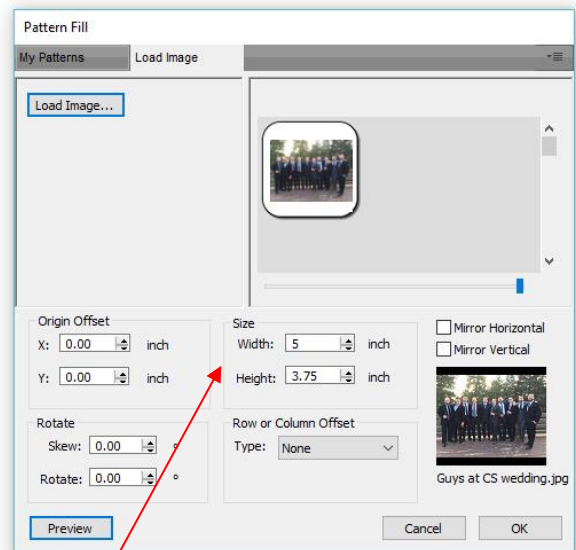 Pattern Fill
My Patterns Load Image
Load Image...
Origin Offset
X: 0.00 inch
Y: 0.00 inch
Size
Width: 5 inch
Height: 3.75 inch
Mirror Horizontal
Mirror Vertical
Rotate
Skew: 0.00 °
Rotate: 0.00 °
Row or Column Offset
Type: None
Guys at CS wedding.jpg
Preview
Cancel OK